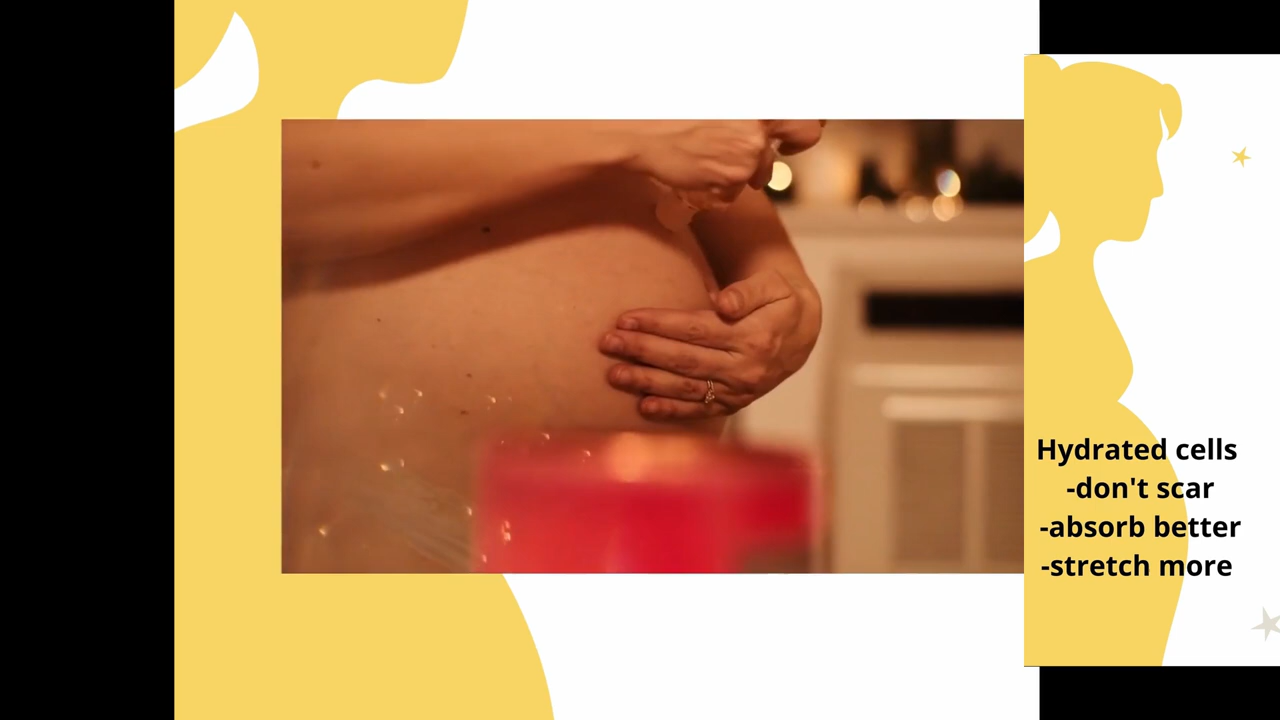 Hydrated cells
-don't scar
-absorb better
-stretch more